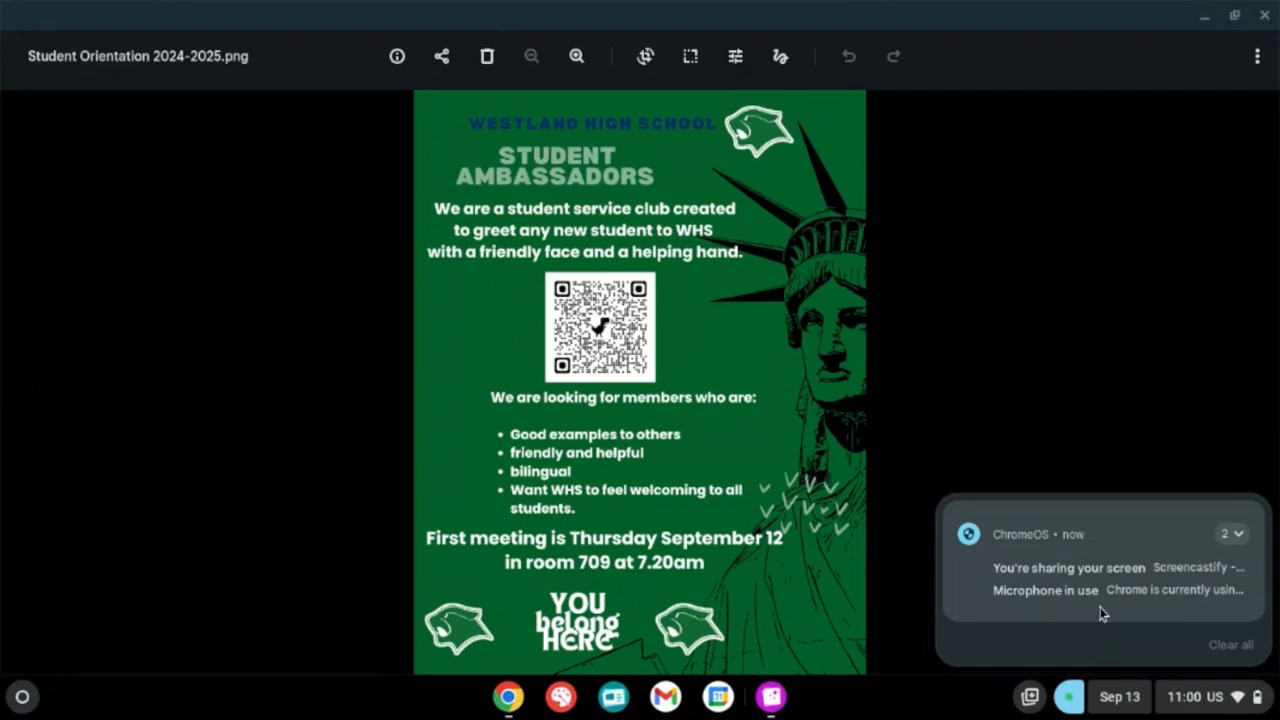 Student Orientation 2024-2025.png
WESTLAND HIGH SCHOOL
STUDENT
AMBASSADORS
We are a student service club created
to greet any new student to WHS
with a friendly face and a helping hand.
We are looking for members who are:
• Good examples to others
• friendly and helpful
• bilingual
• Want WHS to feel welcoming to all
students.
First meeting is Thursday September 12
in room 709 at 7.20am
YOU
belong
HERE
ChromeOS • now
2
You're sharing your screen Screencastify -...
Microphone in use Chrome is currently usin...
Clear all
31
Sep 13
11:00 US